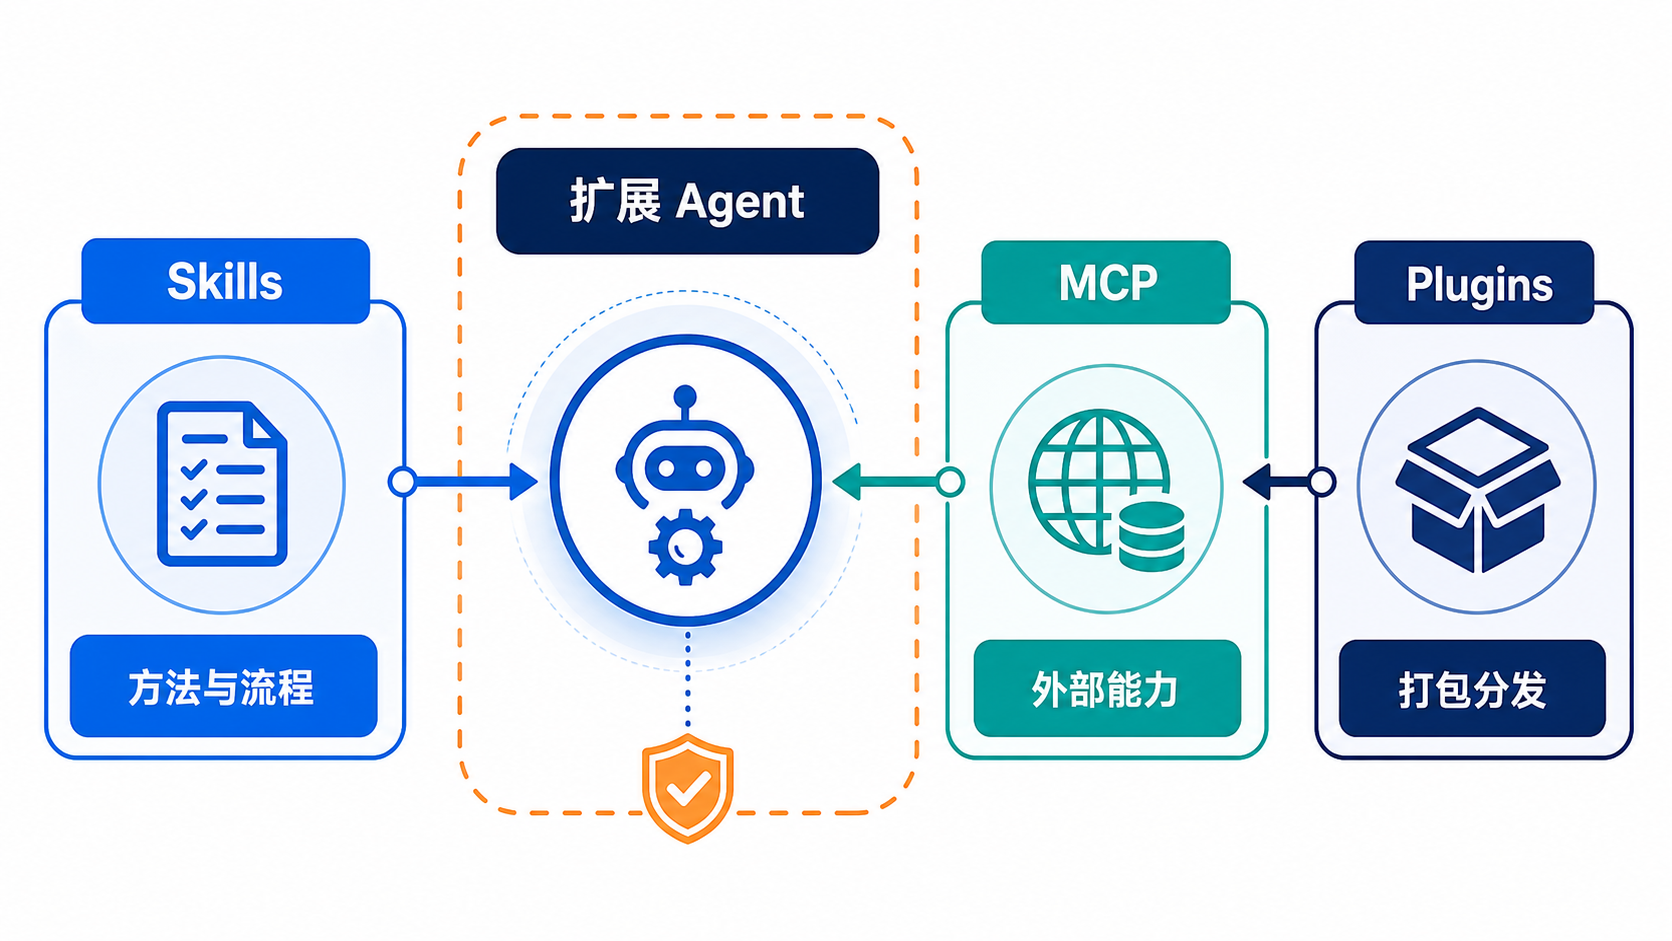 扩展 Agent
Skills
方法与流程
MCP
外部能力
Plugins
打包分发